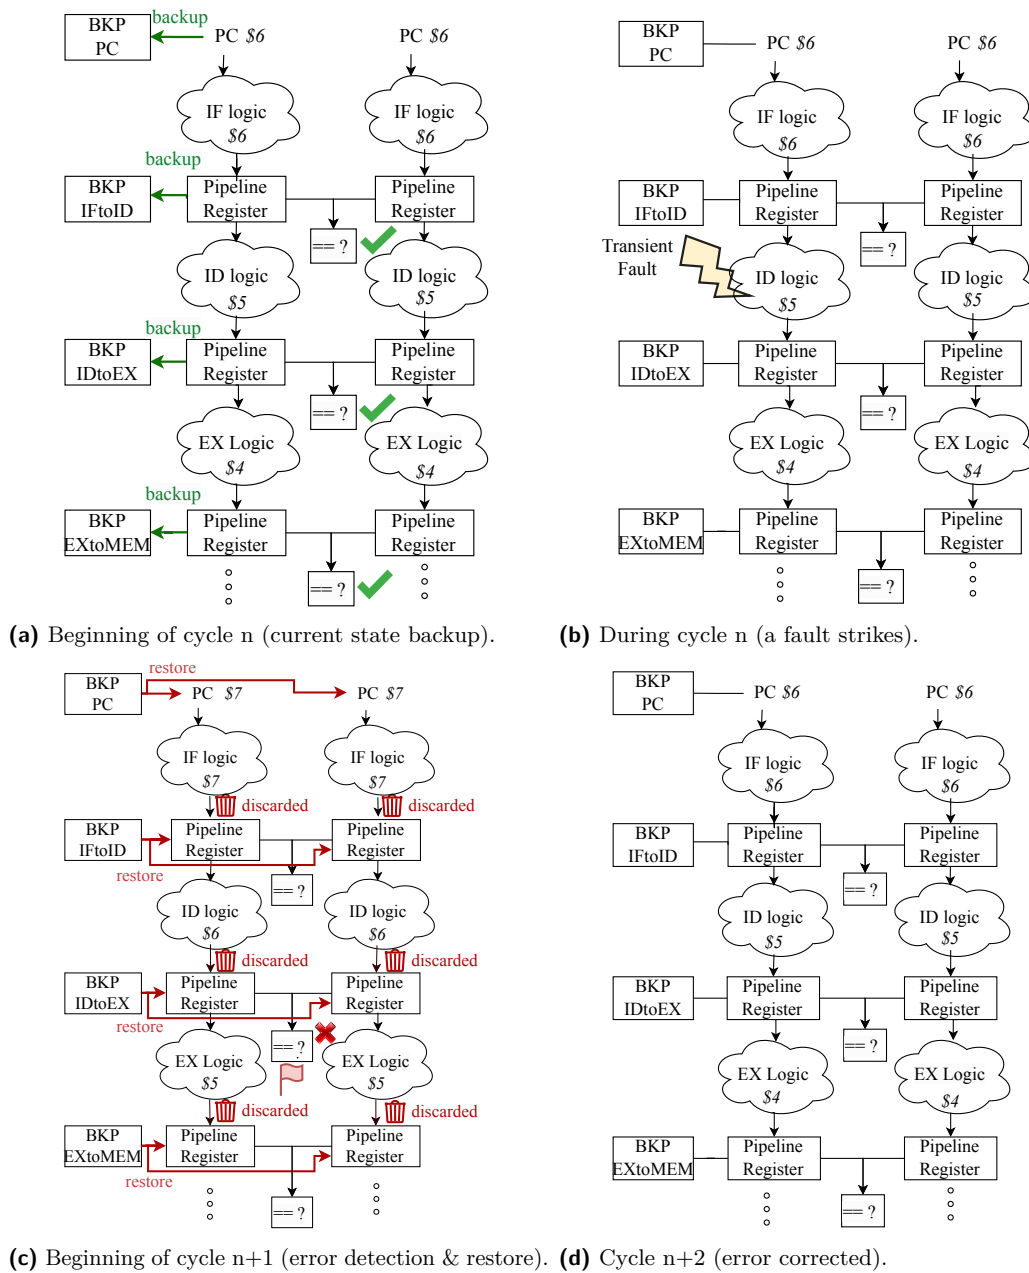 BKP
PC
backup
PC $6
PC $6
IF logic
$6
IF logic
$6
backup
BKP
IFtoID
Pipeline
Register
Pipeline
Register
== ?
ID logic
$5
ID logic
$5
backup
BKP
IDtoEX
Pipeline
Register
Pipeline
Register
== ?
EX Logic
$4
EX Logic
$4
backup
BKP
EXtoMEM
Pipeline
Register
Pipeline
Register
== ?
(a) Beginning of cycle n (current state backup).
BKP
PC
PC $6
PC $6
IF logic
$6
IF logic
$6
BKP
IFtoID
Pipeline
Register
Pipeline
Register
== ?
Transient
Fault
ID logic
$5
ID logic
$5
BKP
IDtoEX
Pipeline
Register
Pipeline
Register
== ?
EX Logic
$4
EX Logic
$4
BKP
EXtoMEM
Pipeline
Register
Pipeline
Register
== ?
(b) During cycle n (a fault strikes).
restore
BKP
PC
PC $7
PC $7
IF logic
$7
IF logic
$7
discarded
discarded
BKP
IFtoID
Pipeline
Register
Pipeline
Register
restore
== ?
ID logic
$6
ID logic
$6
discarded
discarded
BKP
IDtoEX
Pipeline
Register
Pipeline
Register
restore
== ?
EX Logic
$5
EX Logic
$5
discarded
discarded
BKP
EXtoMEM
Pipeline
Register
Pipeline
Register
restore
== ?
(c) Beginning of cycle n+1 (error detection & restore).
BKP
PC
PC $6
PC $6
IF logic
$6
IF logic
$6
BKP
IFtoID
Pipeline
Register
Pipeline
Register
== ?
ID logic
$5
ID logic
$5
BKP
IDtoEX
Pipeline
Register
Pipeline
Register
== ?
EX Logic
$4
EX Logic
$4
BKP
EXtoMEM
Pipeline
Register
Pipeline
Register
== ?
(d) Cycle n+2 (error corrected).